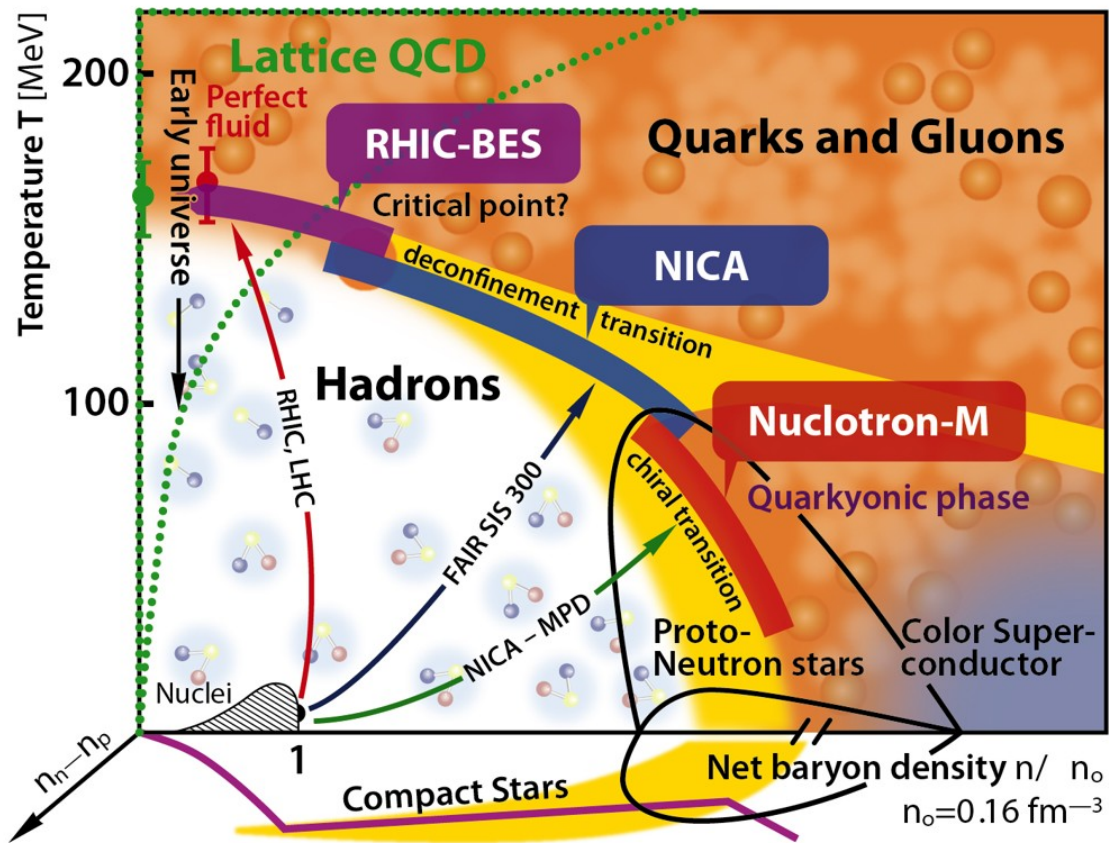 Temperature T [MeV]
200
100
Lattice QCD
Early universe
Perfect
fluid
RHIC-BES
Quarks and Gluons
Critical point?
NICA
deconfinement transition
Hadrons
RHIC, LHC
Nuclotron-M
Quarkyonic phase
chiral transition
FAIR SIS 300
NICA – MPD
Proto-
Neutron stars
Color Super-
conductor
Nuclei
1
nₙ—nₚ
Compact Stars
Net baryon density n/ nₒ
nₒ=0.16 fm⁻³